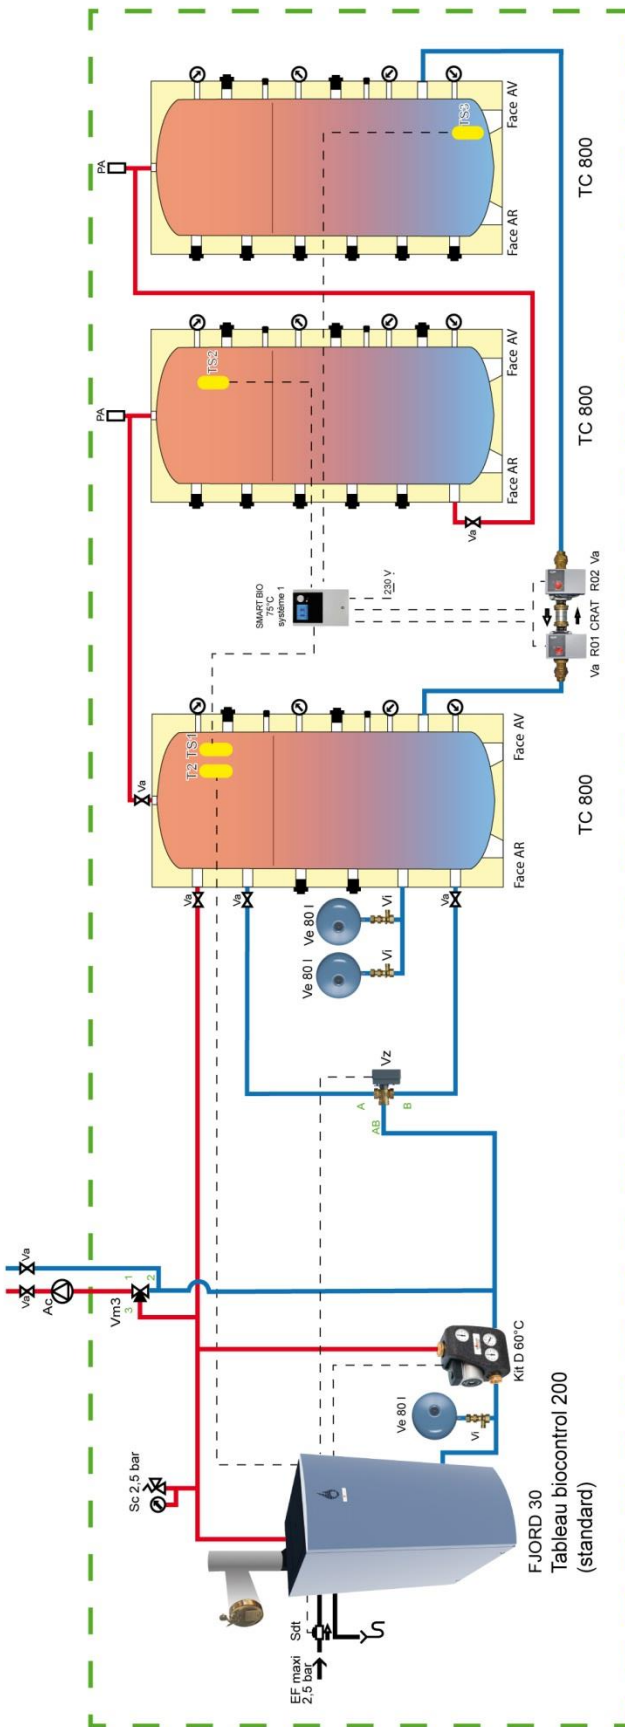 EF maxi
2,5 bar
Sdt
Sc 2,5 bar
FJORD 30
Tableau biocontrol 200
(standard)
Ve 80 l
Vi
Kit D 60°C
Vm3
3
1
2
Ac
Va
Va
AB
A
B
Vz
Ve 80 l
Vi
Ve 80 l
Vi
Va
Va
Va
Va
T2
TS1
Face AR
Face AV
TC 800
SMART BIO
75°C
système 1
230 V
Va
R01
CRAT
R02
Va
PA
TS2
Va
Face AR
Face AV
TC 800
PA
TS3
Face AR
Face AV
TC 800